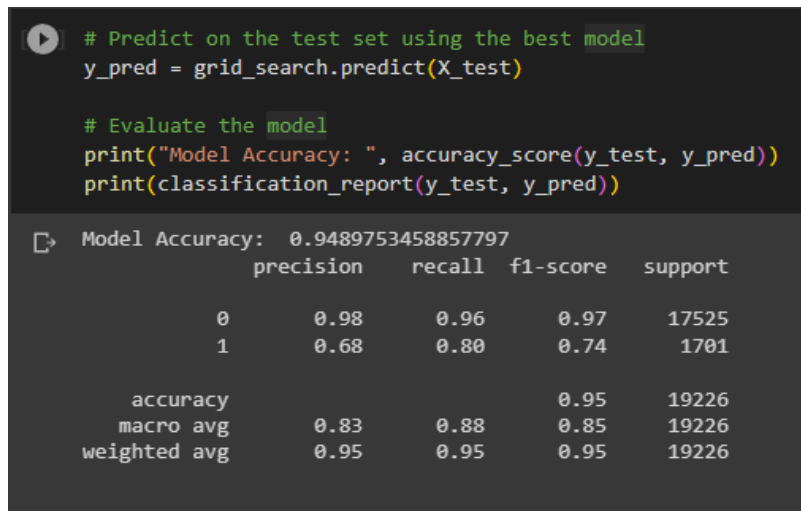 # Predict on the test set using the best model
y_pred = grid_search.predict(X_test)
# Evaluate the model
print("Model Accuracy: ", accuracy_score(y_test, y_pred))
print(classification_report(y_test, y_pred))
Model Accuracy:  0.9489753458857797
precision recall f1-score support
0 0.98 0.96 0.97 17525
1 0.68 0.80 0.74 1701
accuracy 0.95 19226
macro avg 0.83 0.88 0.85 19226
weighted avg 0.95 0.95 0.95 19226